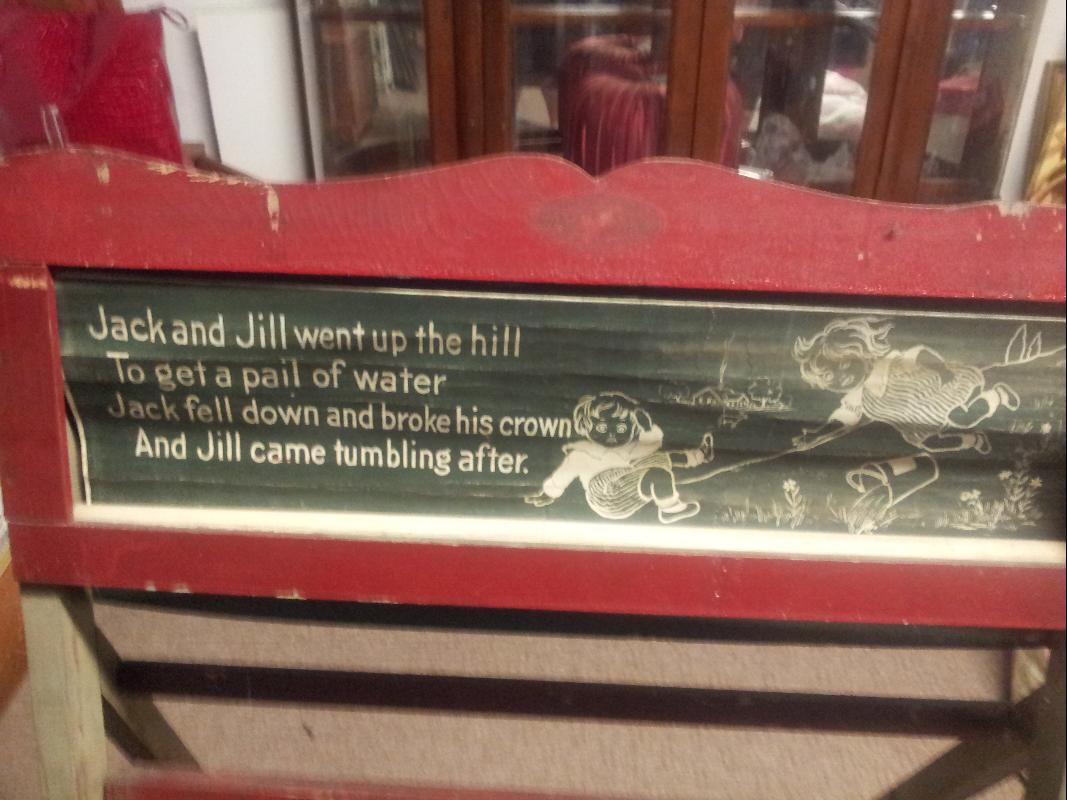 Jack and Jill went up the hill
To get a pail of water
Jack fell down and broke his crown
And Jill came tumbling after.